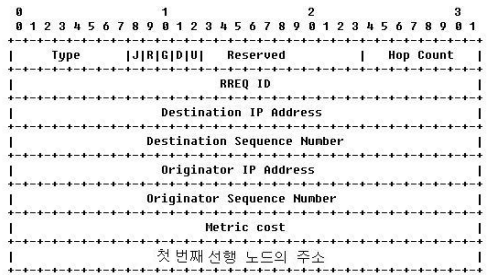 0 1 2 3
0 1 2 3 4 5 6 7 8 9 0 1 2 3 4 5 6 7 8 9 0 1 2 3 4 5 6 7 8 9 0 1
+-+-+-+-+-+-+-+-+-+-+-+-+-+-+-+-+-+-+-+-+-+-+-+-+-+-+-+-+-+-+-+-+
| Type |J|R|G|D|U| Reserved | Hop Count |
+-+-+-+-+-+-+-+-+-+-+-+-+-+-+-+-+-+-+-+-+-+-+-+-+-+-+-+-+-+-+-+-+
| RREQ ID |
+-+-+-+-+-+-+-+-+-+-+-+-+-+-+-+-+-+-+-+-+-+-+-+-+-+-+-+-+-+-+-+-+
| Destination IP Address |
+-+-+-+-+-+-+-+-+-+-+-+-+-+-+-+-+-+-+-+-+-+-+-+-+-+-+-+-+-+-+-+-+
| Destination Sequence Number |
+-+-+-+-+-+-+-+-+-+-+-+-+-+-+-+-+-+-+-+-+-+-+-+-+-+-+-+-+-+-+-+-+
| Originator IP Address |
+-+-+-+-+-+-+-+-+-+-+-+-+-+-+-+-+-+-+-+-+-+-+-+-+-+-+-+-+-+-+-+-+
| Originator Sequence Number |
+-+-+-+-+-+-+-+-+-+-+-+-+-+-+-+-+-+-+-+-+-+-+-+-+-+-+-+-+-+-+-+-+
| Metric cost |
+-+-+-+-+-+-+-+-+-+-+-+-+-+-+-+-+-+-+-+-+-+-+-+-+-+-+-+-+-+-+-+-+
| 첫 번째 선행 노드의 주소 |
+-+-+-+-+-+-+-+-+-+-+-+-+-+-+-+-+-+-+-+-+-+-+-+-+-+-+-+-+-+-+-+-+